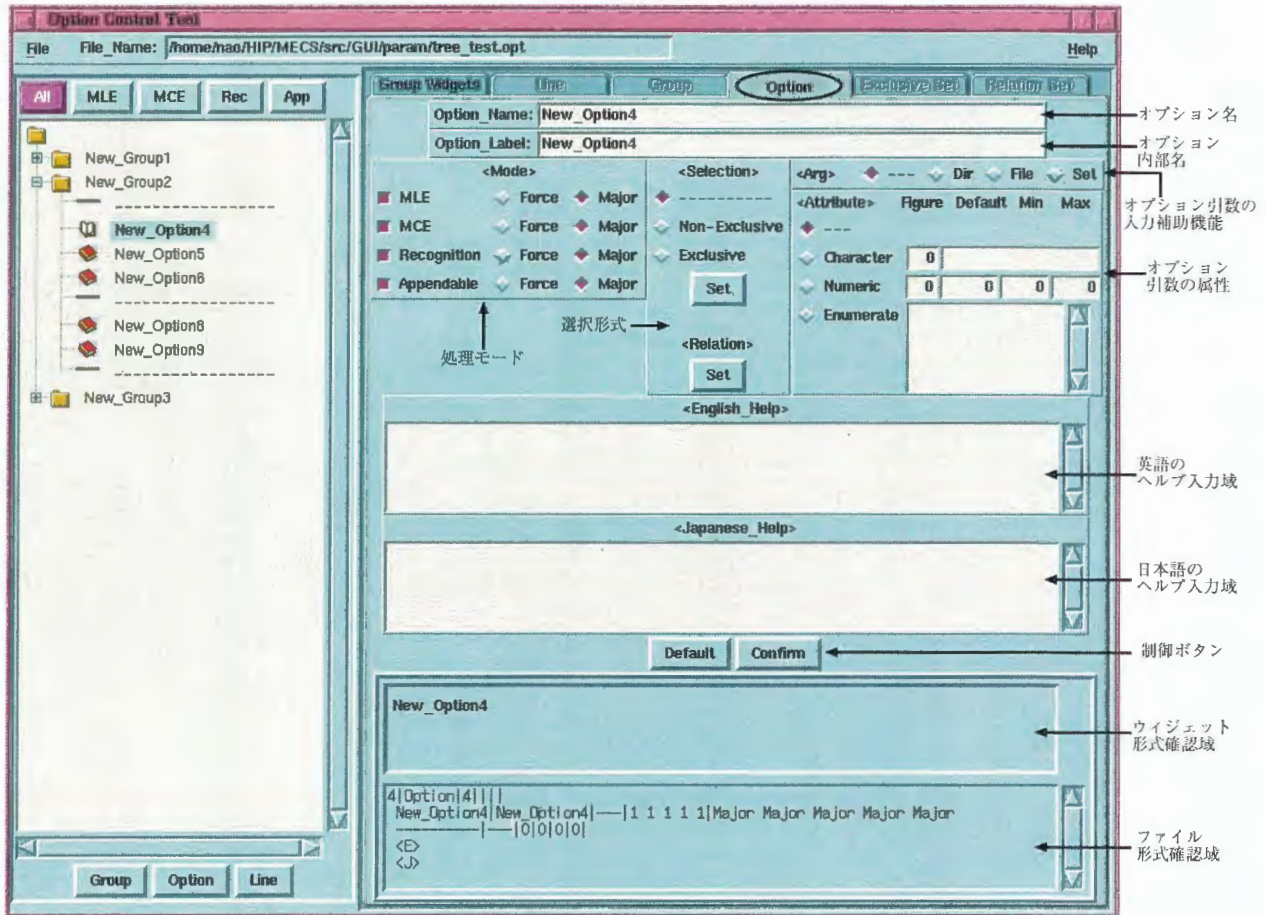 Option Control Tool
File File_Name: /home/nao/HIP/MECS/src/GUI/param/tree_test.opt Help
All MLE MCE Rec App
New_Group1
New_Group2
New_Option4
New_Option5
New_Option6
New_Option8
New_Option9
New_Group3
Group Option Line
Group Widgets Line Group Option Exclusive Set Relation Set
Option_Name: New_Option4
Option_Label: New_Option4
<Mode>
MLE Force Major
MCE Force Major
Recognition Force Major
Appendable Force Major
<Selection>
-----------
Non-Exclusive
Exclusive
Set
<Relation>
Set
<Arg> --- Dir File Set
<Attribute> Figure Default Min Max
---
Character 0
Numeric 0 0 0 0
Enumerate
<English_Help>
<Japanese_Help>
Default Confirm
New_Option4
4|Option|4||||
New_Option4|New_Option4|---|1 1 1 1 1|Major Major Major Major Major
-----------|---|0|0|0|0|
<E>
<J>
オプション名
オプション
内部名
オプション引数の
入力補助機能
オプション
引数の属性
処理モード
選択形式
英語の
ヘルプ入力域
日本語の
ヘルプ入力域
制御ボタン
ウィジェット
形式確認域
ファイル
形式確認域